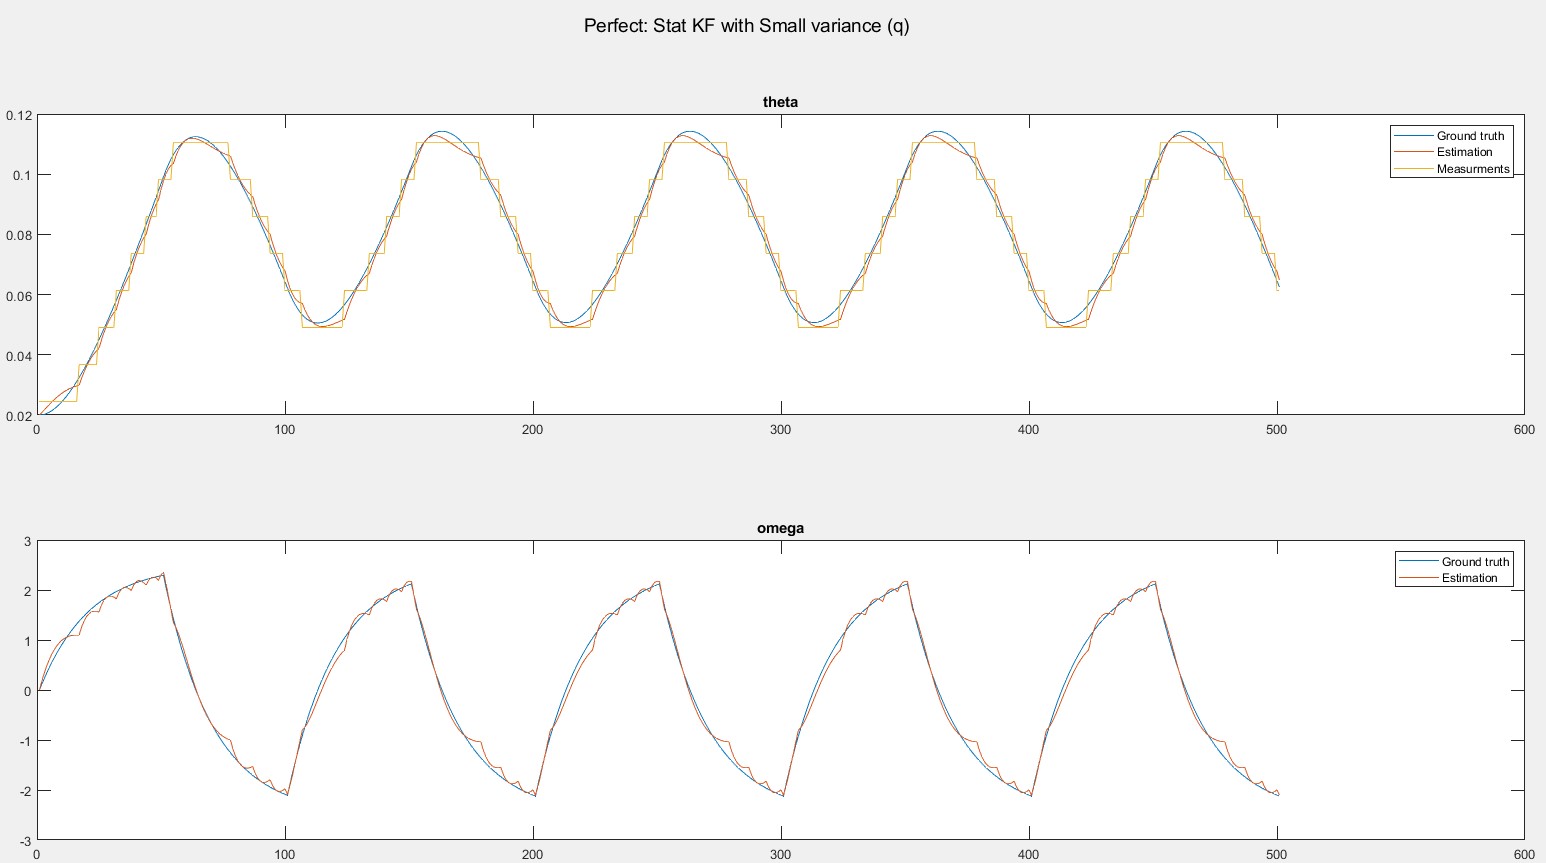 Perfect: Stat KF with Small variance (q)
theta
0.12
0.1
0.08
0.06
0.04
0.02
0 100 200 300 400 500 600
Ground truth
Estimation
Measurments
omega
3
2
1
0
-1
-2
-3
0 100 200 300 400 500 600
Ground truth
Estimation